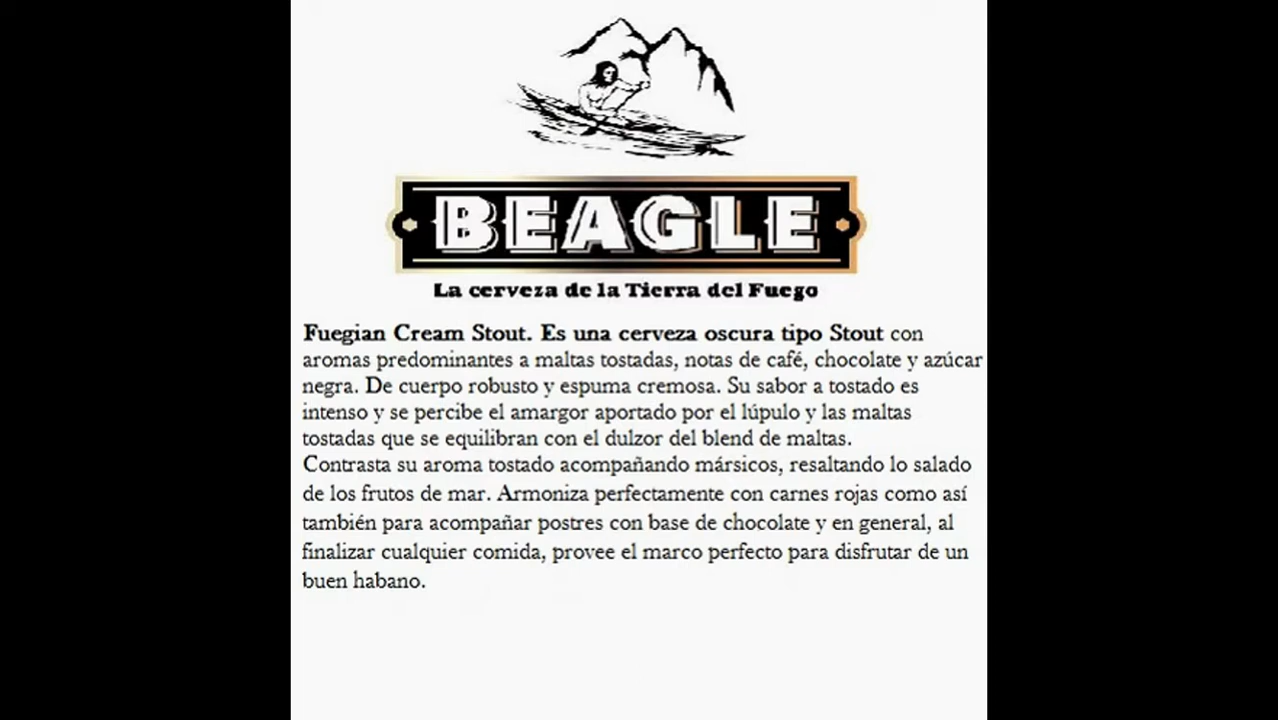 BEAGLE
La cerveza de la Tierra del Fuego
Fuegian Cream Stout. Es una cerveza oscura tipo Stout con
aromas predominantes a maltas tostadas, notas de café, chocolate y azúcar
negra. De cuerpo robusto y espuma cremosa. Su sabor a tostado es
intenso y se percibe el amargor aportado por el lúpulo y las maltas
tostadas que se equilibran con el dulzor del blend de maltas.
Contrasta su aroma tostado acompañando mársicos, resaltando lo salado
de los frutos de mar. Armoniza perfectamente con carnes rojas como así
también para acompañar postres con base de chocolate y en general, al
finalizar cualquier comida, provee el marco perfecto para disfrutar de un
buen habano.